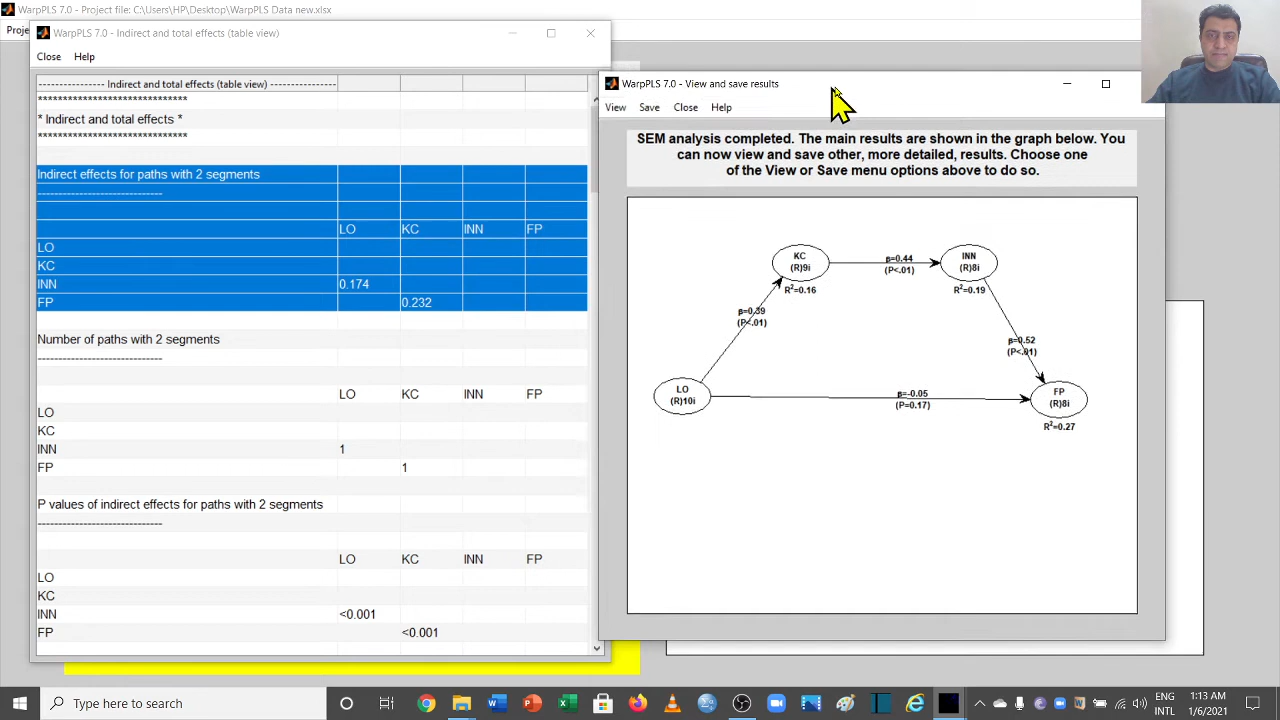 WarpPLS 7.0 - Project file: C:\Users\HP\Desktop\WarpPLS Data new.xlsx
Proje
WarpPLS 7.0 - Indirect and total effects (table view)
Close Help
---------------- Indirect and total effects (table view) ----------------
******************************
* Indirect and total effects *
******************************
Indirect effects for paths with 2 segments
------------------------------
LO KC INN FP
LO
KC
INN 0.174
FP 0.232
Number of paths with 2 segments
------------------------------
LO KC INN FP
LO
KC
INN 1
FP 1
P values of indirect effects for paths with 2 segments
------------------------------
LO KC INN FP
LO
KC
INN <0.001
FP <0.001
WarpPLS 7.0 - View and save results
View Save Close Help
SEM analysis completed. The main results are shown in the graph below. You
can now view and save other, more detailed, results. Choose one
of the View or Save menu options above to do so.
KC
(R)9i
R²=0.16
β=0.44
(P<.01)
INN
(R)8i
R²=0.19
β=0.39
(P<.01)
β=0.52
(P<.01)
LO
(R)10i
β=-0.05
(P=0.17)
FP
(R)8i
R²=0.27
Type here to search
ENG
INTL
1:13 AM
1/6/2021